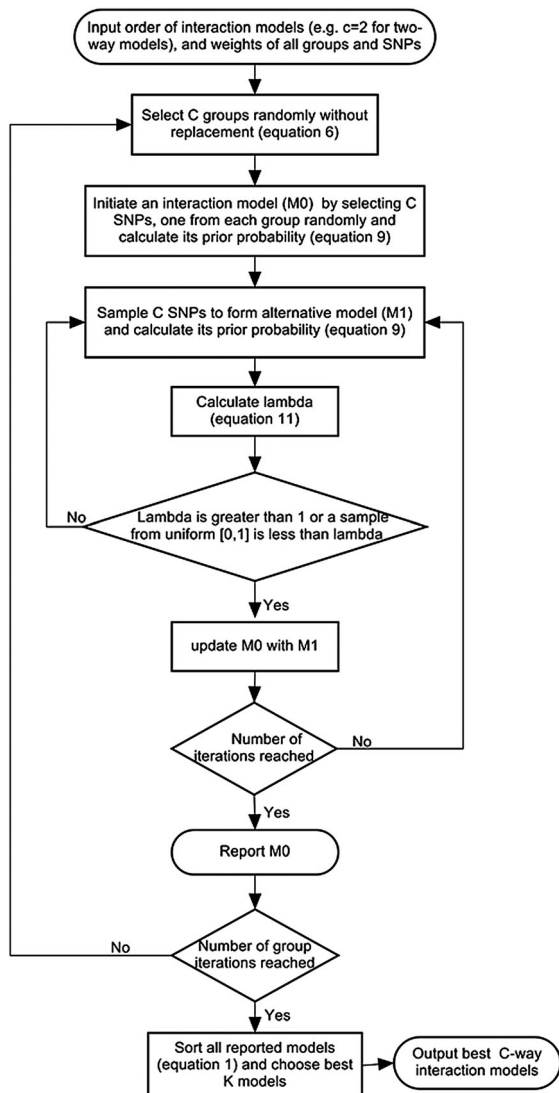 Input order of interaction models (e.g. c=2 for two-
way models), and weights of all groups and SNPs
Select C groups randomly without
replacement (equation 6)
Initiate an interaction model (M0) by selecting C
SNPs, one from each group randomly and
calculate its prior probability (equation 9)
Sample C SNPs to form alternative model (M1)
and calculate its prior probability (equation 9)
Calculate lambda
(equation 11)
No
Lambda is greater than 1 or a sample
from uniform [0,1] is less than lambda
Yes
update M0 with M1
Number of
iterations reached
No
Yes
Report M0
No
Number of group
iterations reached
Yes
Sort all reported models
(equation 1) and choose best
K models
Output best C-way
interaction models